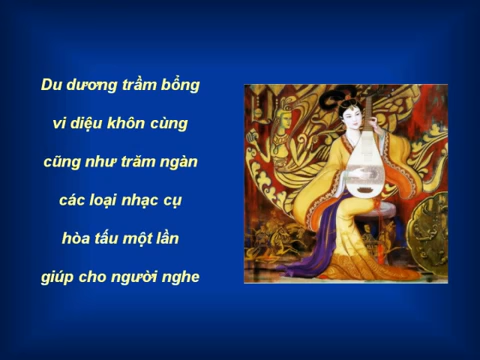 Du dương trầm bổng
vi diệu khôn cùng
cũng như trăm ngàn
các loại nhạc cụ
hòa tấu một lần
giúp cho người nghe